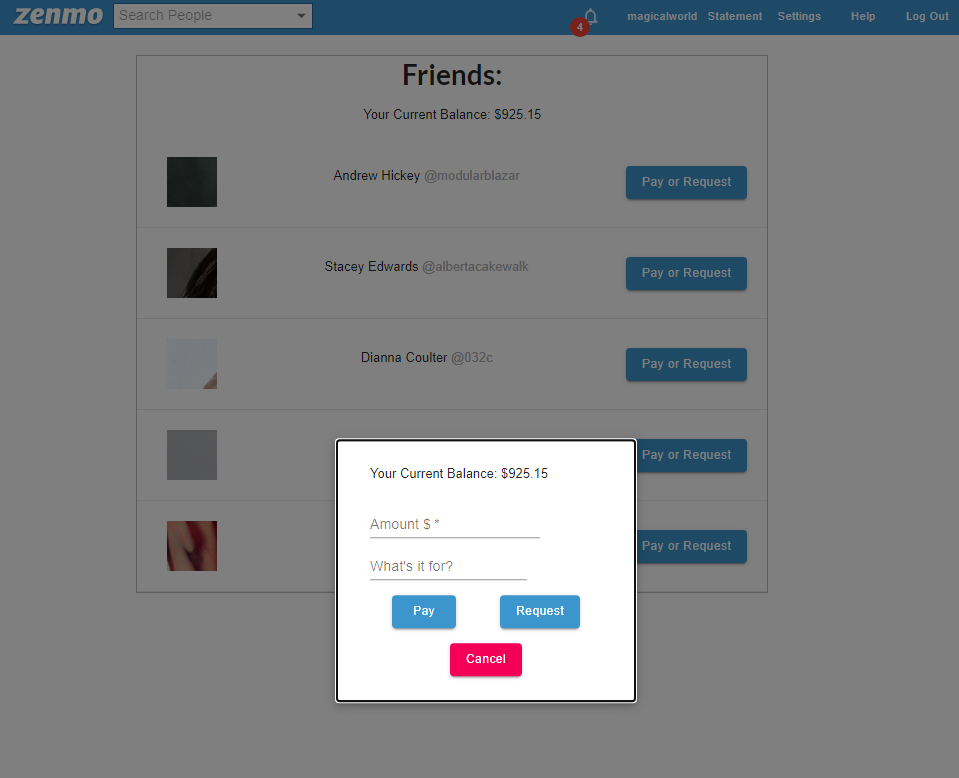 zenmo Search People 4 magicalworld Statement Settings Help Log Out
Friends:
Your Current Balance: $925.15
Andrew Hickey @modularblazar Pay or Request
Stacey Edwards @albertacakewalk Pay or Request
Dianna Coulter @032c Pay or Request
Pay or Request
Pay or Request
Your Current Balance: $925.15
Amount $ *
What's it for?
Pay Request
Cancel